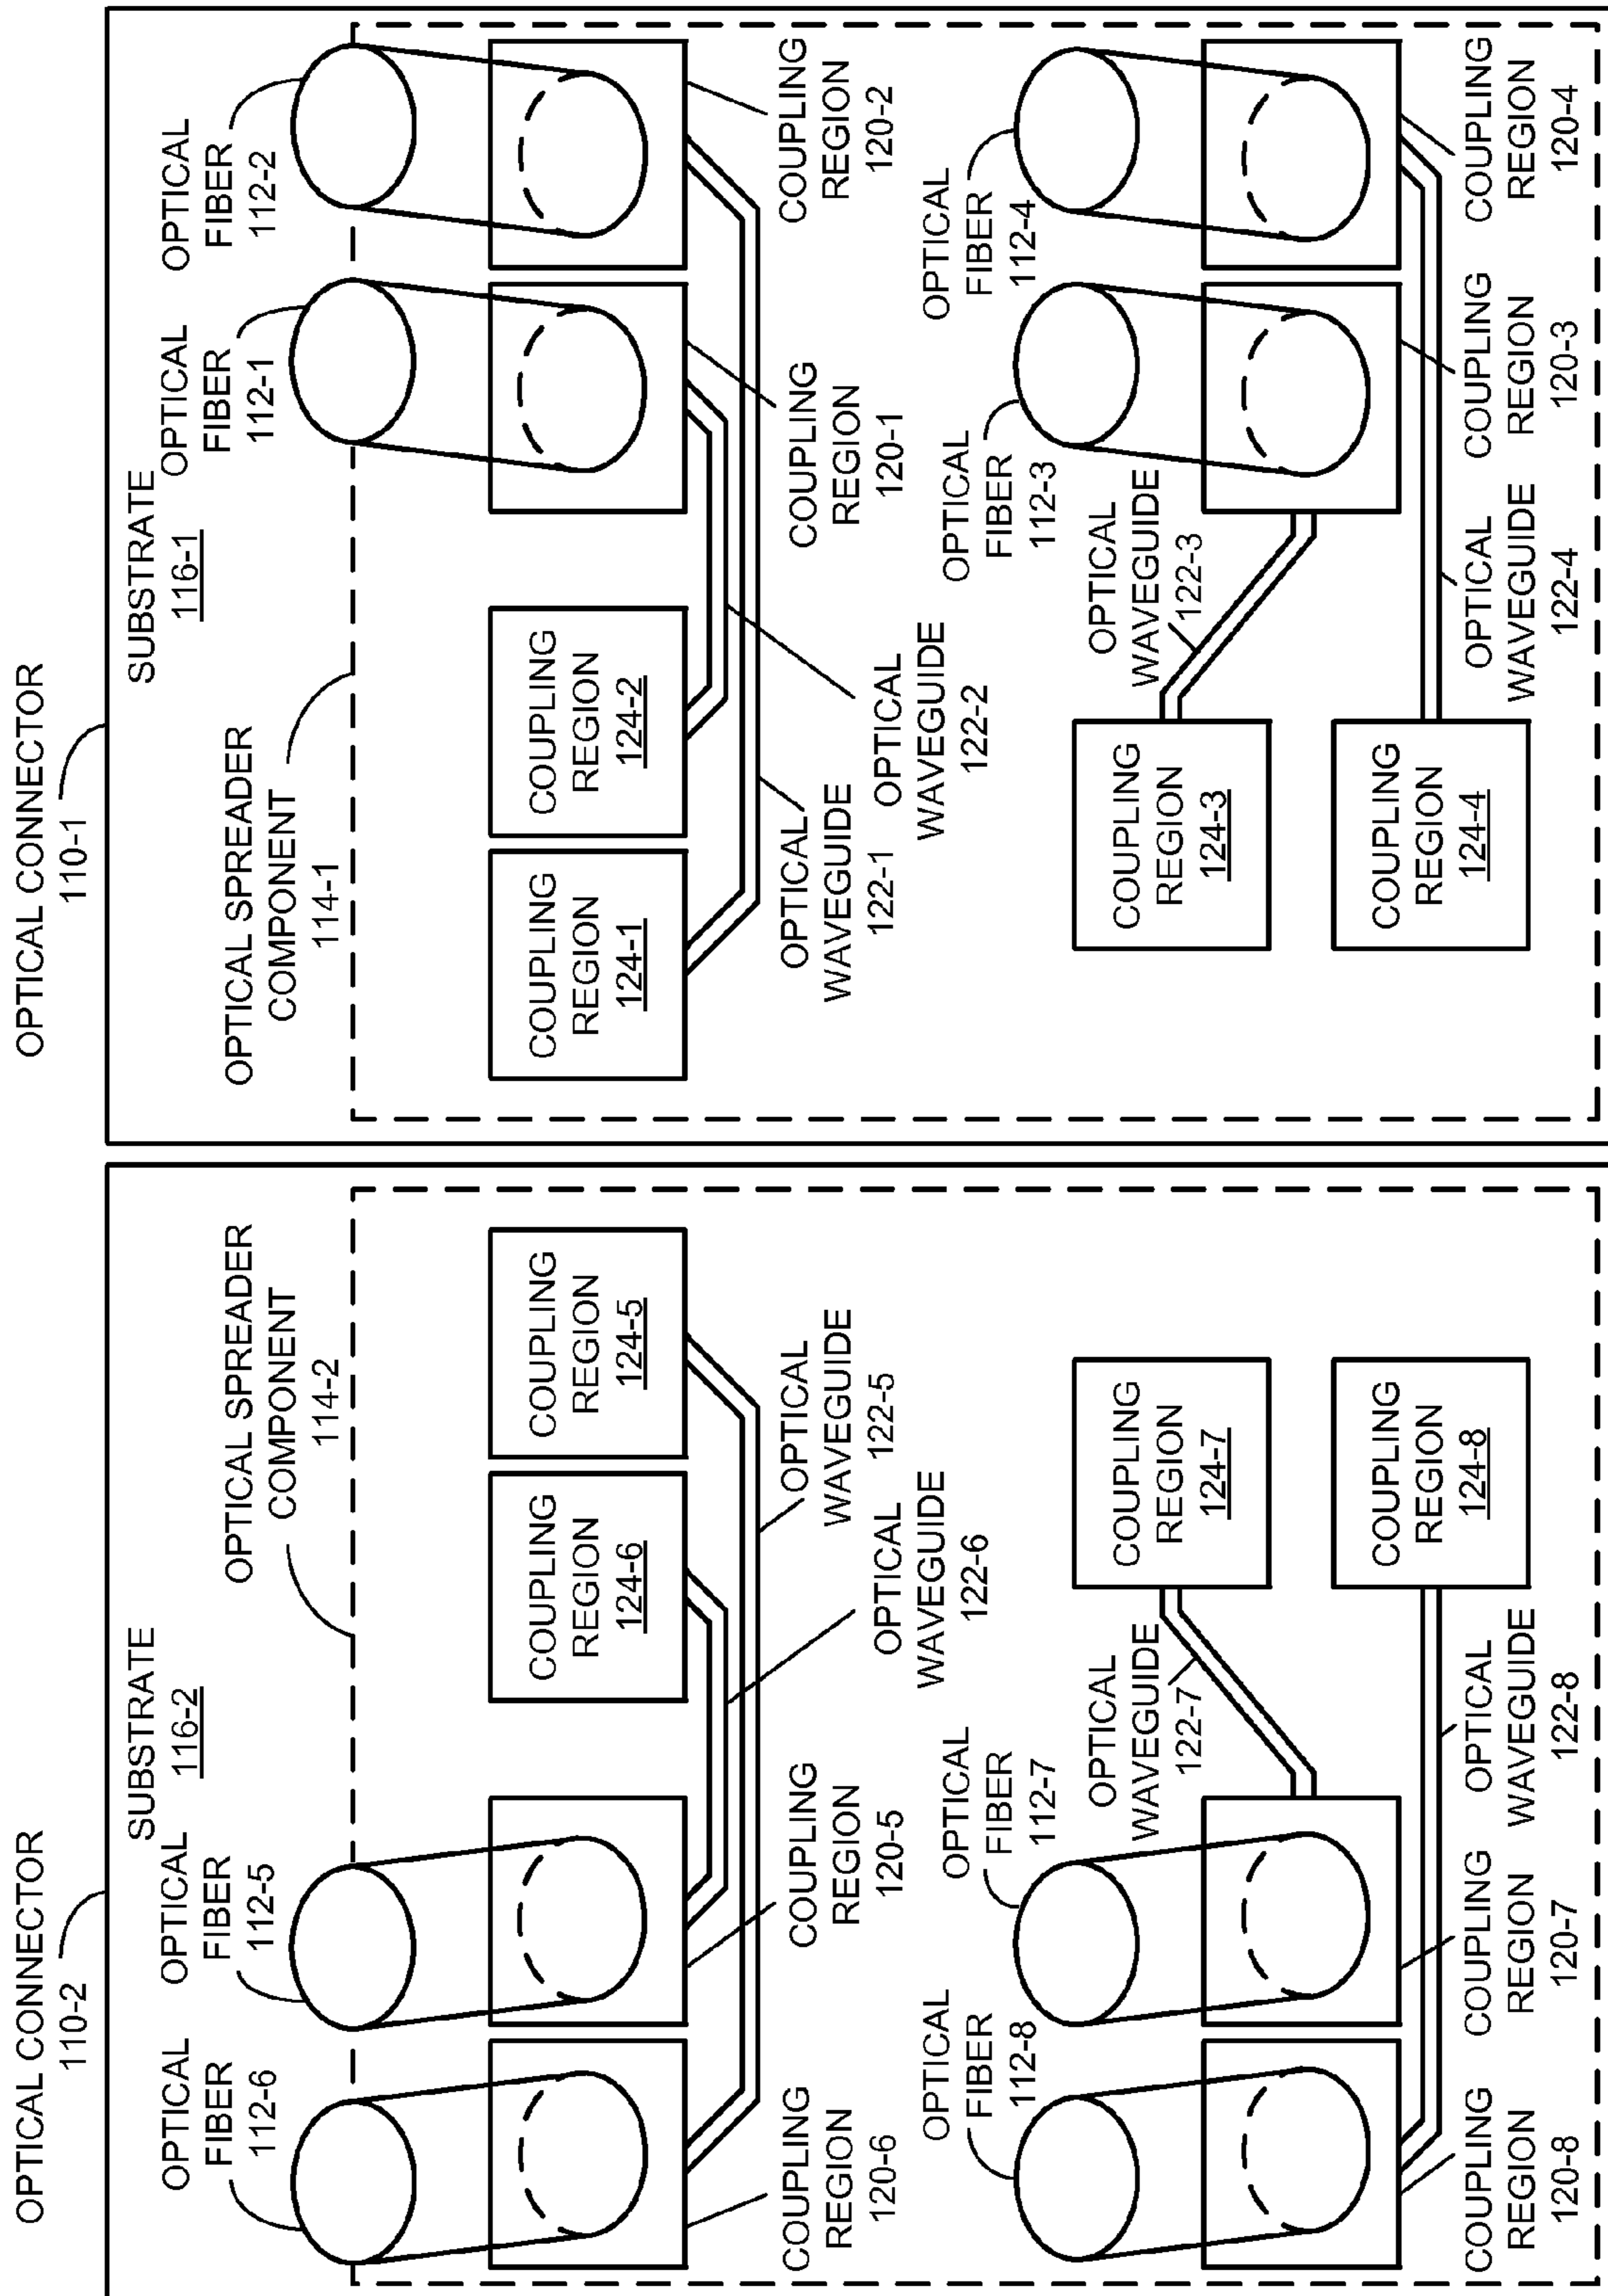 OPTICAL CONNECTOR
110-2
SUBSTRATE
116-2
OPTICAL SPREADER
COMPONENT
114-2
OPTICAL
FIBER
112-6
OPTICAL
FIBER
112-5
COUPLING
REGION
124-6
COUPLING
REGION
124-5
COUPLING
REGION
120-6
COUPLING
REGION
120-5
OPTICAL
WAVEGUIDE
122-6
OPTICAL
WAVEGUIDE
122-5
OPTICAL
FIBER
112-8
OPTICAL
FIBER
112-7
OPTICAL
WAVEGUIDE
122-7
COUPLING
REGION
124-7
COUPLING
REGION
124-8
COUPLING
REGION
120-8
COUPLING
REGION
120-7
OPTICAL
WAVEGUIDE
122-8
OPTICAL CONNECTOR
110-1
SUBSTRATE
116-1
OPTICAL SPREADER
COMPONENT
114-1
OPTICAL
FIBER
112-1
OPTICAL
FIBER
112-2
COUPLING
REGION
124-1
COUPLING
REGION
124-2
OPTICAL
WAVEGUIDE
122-1
OPTICAL
WAVEGUIDE
122-2
COUPLING
REGION
120-1
COUPLING
REGION
120-2
OPTICAL
FIBER
112-3
OPTICAL
FIBER
112-4
OPTICAL
WAVEGUIDE
122-3
COUPLING
REGION
124-3
COUPLING
REGION
124-4
OPTICAL
WAVEGUIDE
122-4
COUPLING
REGION
120-3
COUPLING
REGION
120-4